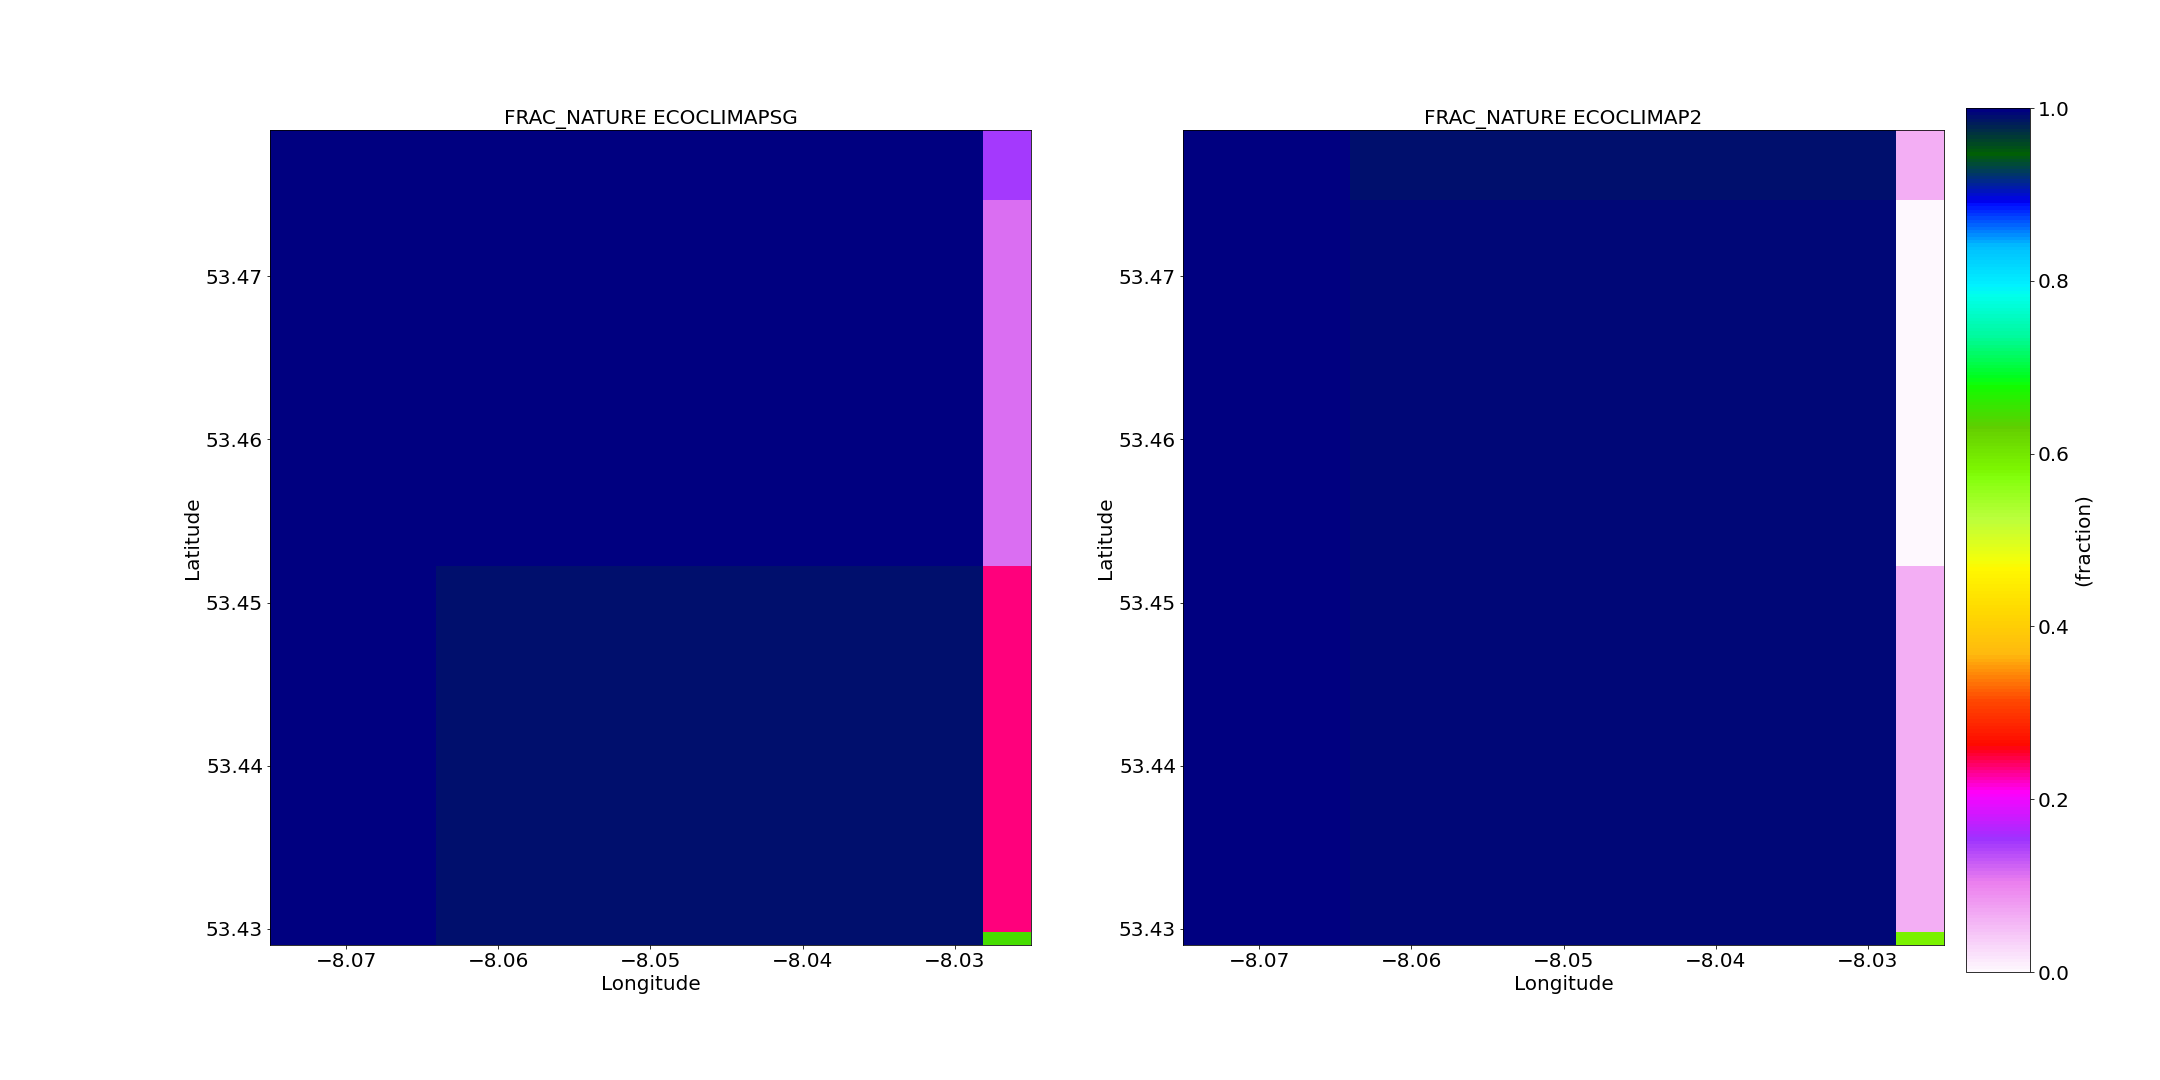 FRAC_NATURE ECOCLIMAPSG
Latitude
53.47
53.46
53.45
53.44
53.43
−8.07 −8.06 −8.05 −8.04 −8.03
Longitude
FRAC_NATURE ECOCLIMAP2
Latitude
53.47
53.46
53.45
53.44
53.43
−8.07 −8.06 −8.05 −8.04 −8.03
Longitude
1.0
0.8
0.6
0.4
0.2
0.0
(fraction)